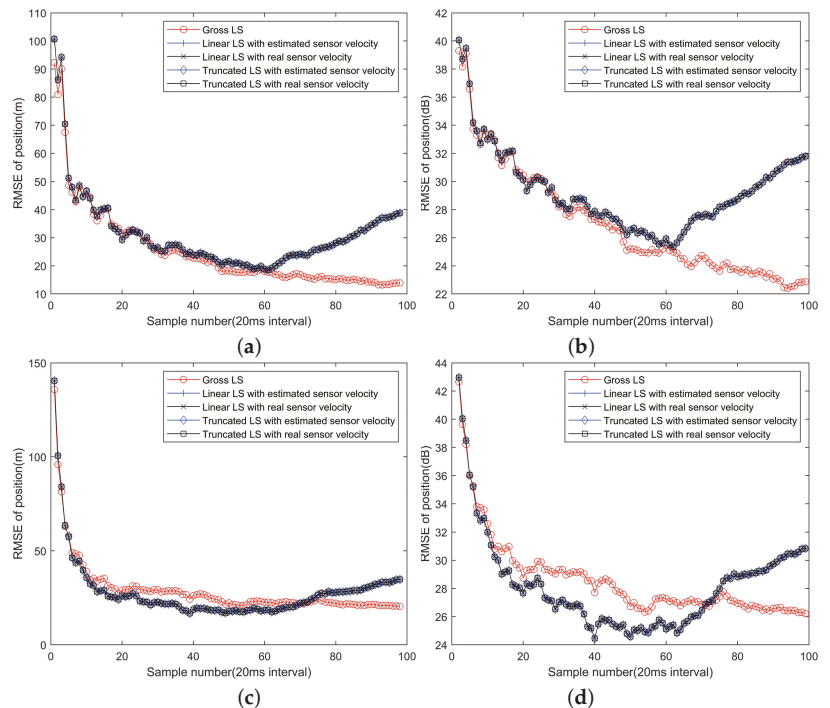 110
100
90
80
70
60
50
40
30
20
10
RMSE of position(m)
0 20 40 60 80 100
Sample number(20ms interval)
Gross LS
Linear LS with estimated sensor velocity
Linear LS with real sensor velocity
Truncated LS with estimated sensor velocity
Truncated LS with real sensor velocity
(a)
40
38
36
34
32
30
28
26
24
22
RMSE of position(dB)
0 20 40 60 80 100
Sample number(20ms interval)
Gross LS
Linear LS with estimated sensor velocity
Linear LS with real sensor velocity
Truncated LS with estimated sensor velocity
Truncated LS with real sensor velocity
(b)
150
100
50
0
RMSE of position(m)
0 20 40 60 80 100
Sample number(20ms interval)
Gross LS
Linear LS with estimated sensor velocity
Linear LS with real sensor velocity
Truncated LS with estimated sensor velocity
Truncated LS with real sensor velocity
(c)
44
42
40
38
36
34
32
30
28
26
24
RMSE of position(dB)
0 20 40 60 80 100
Sample number(20ms interval)
Gross LS
Linear LS with estimated sensor velocity
Linear LS with real sensor velocity
Truncated LS with estimated sensor velocity
Truncated LS with real sensor velocity
(d)